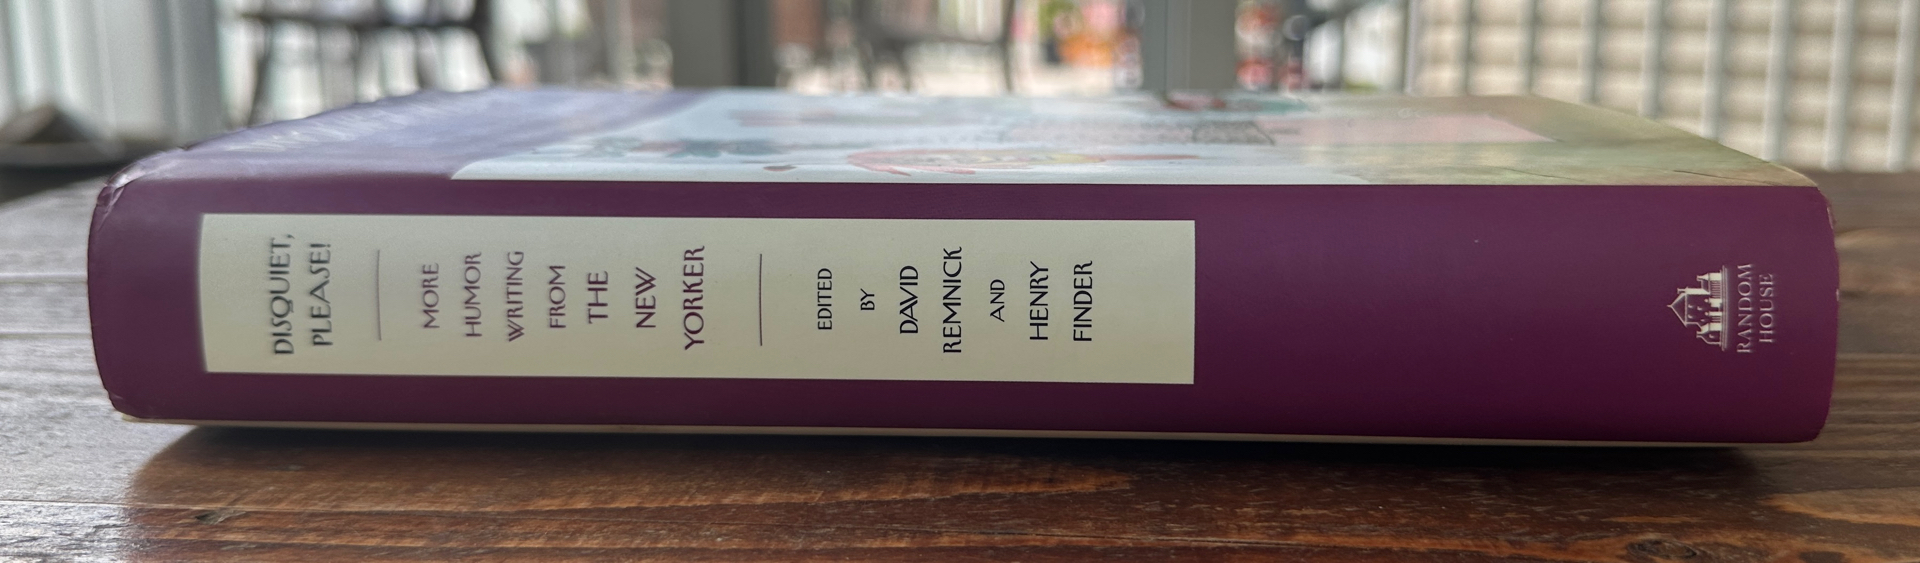 DISQUIET,
PLEASE!
MORE
HUMOR
WRITING
FROM
THE
NEW
YORKER
EDITED
BY
DAVID
REMNICK
AND
HENRY
FINDER
RANDOM
HOUSE